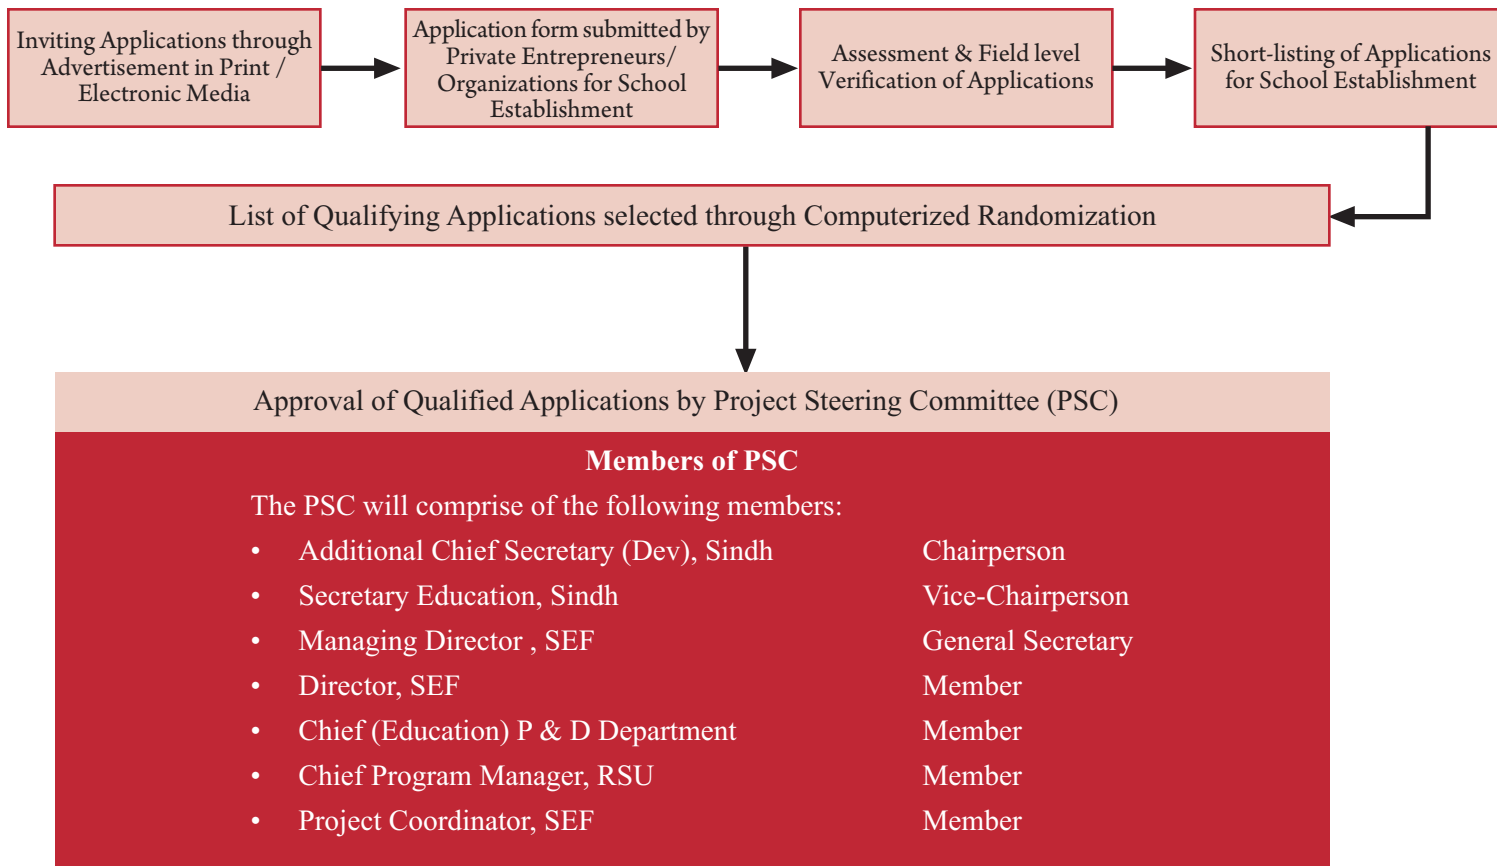 Inviting Applications through
Advertisement in Print /
Electronic Media
Application form submitted by
Private Entrepreneurs/
Organizations for School
Establishment
Assessment & Field level
Verification of Applications
Short-listing of Applications
for School Establishment
List of Qualifying Applications selected through Computerized Randomization
Approval of Qualified Applications by Project Steering Committee (PSC)
Members of PSC
The PSC will comprise of the following members:
• Additional Chief Secretary (Dev), Sindh Chairperson
• Secretary Education, Sindh Vice-Chairperson
• Managing Director , SEF General Secretary
• Director, SEF Member
• Chief (Education) P & D Department Member
• Chief Program Manager, RSU Member
• Project Coordinator, SEF Member